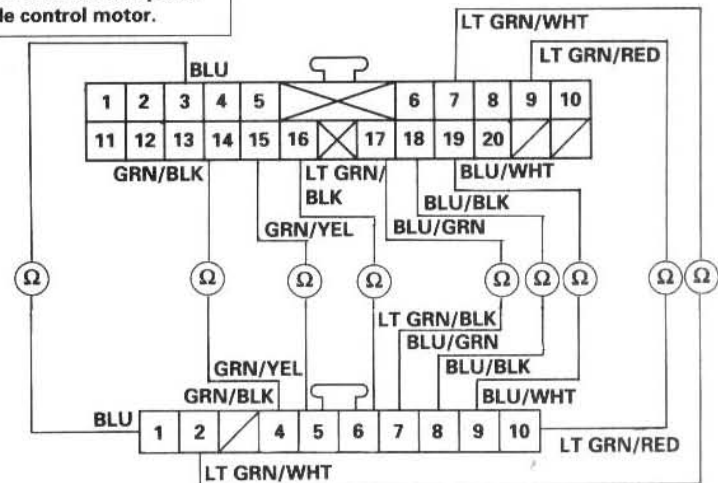 le control motor.
LT GRN/WHT
LT GRN/RED
BLU
1 2 3 4 5 6 7 8 9 10
11 12 13 14 15 16 17 18 19 20
GRN/BLK
LT GRN/
BLK
BLU/WHT
BLU/BLK
GRN/YEL
BLU/GRN
Ω Ω Ω Ω Ω Ω Ω Ω Ω
LT GRN/BLK
BLU/GRN
GRN/YEL
BLU/BLK
GRN/BLK
BLU/WHT
BLU
1 2 4 5 6 7 8 9 10
LT GRN/RED
LT GRN/WHT